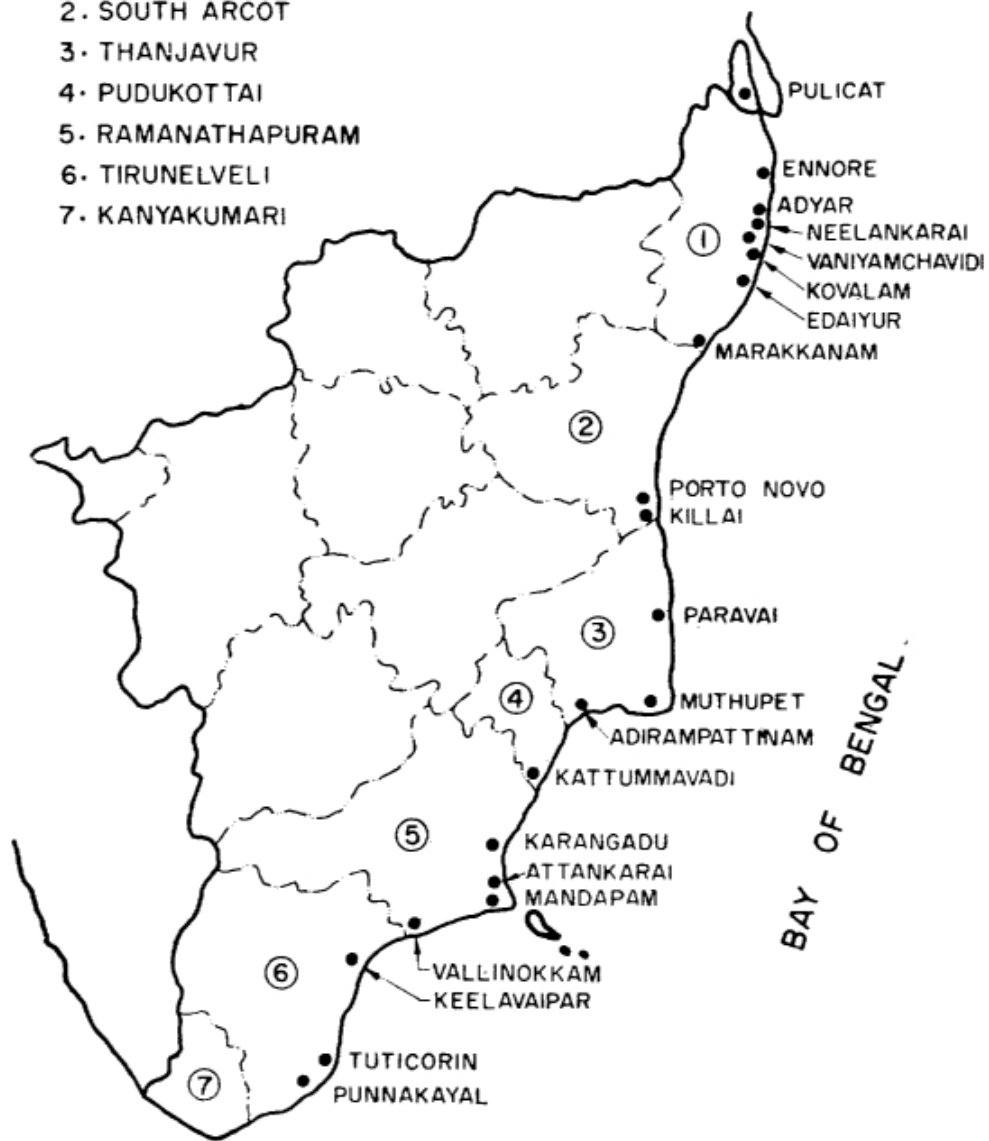 2. SOUTH ARCOT
3. THANJAVUR
4. PUDUKOTTAI
5. RAMANATHAPURAM
6. TIRUNELVELI
7. KANYAKUMARI
PULICAT
ENNORE
ADYAR
NEELANKARAI
1
VANIYAMCHAVIDI
KOVALAM
EDAIYUR
MARAKKANAM
2
PORTO NOVO
KILLAI
PARAVAI
3
4
MUTHUPET
ADIRAMPATTINAM
KATTUMMAVADI
BAY OF BENGAL
5
KARANGADU
ATTANKARAI
MANDAPAM
6
VALLINOKKAM
KEELAVAIPAR
TUTICORIN
7
PUNNAKAYAL